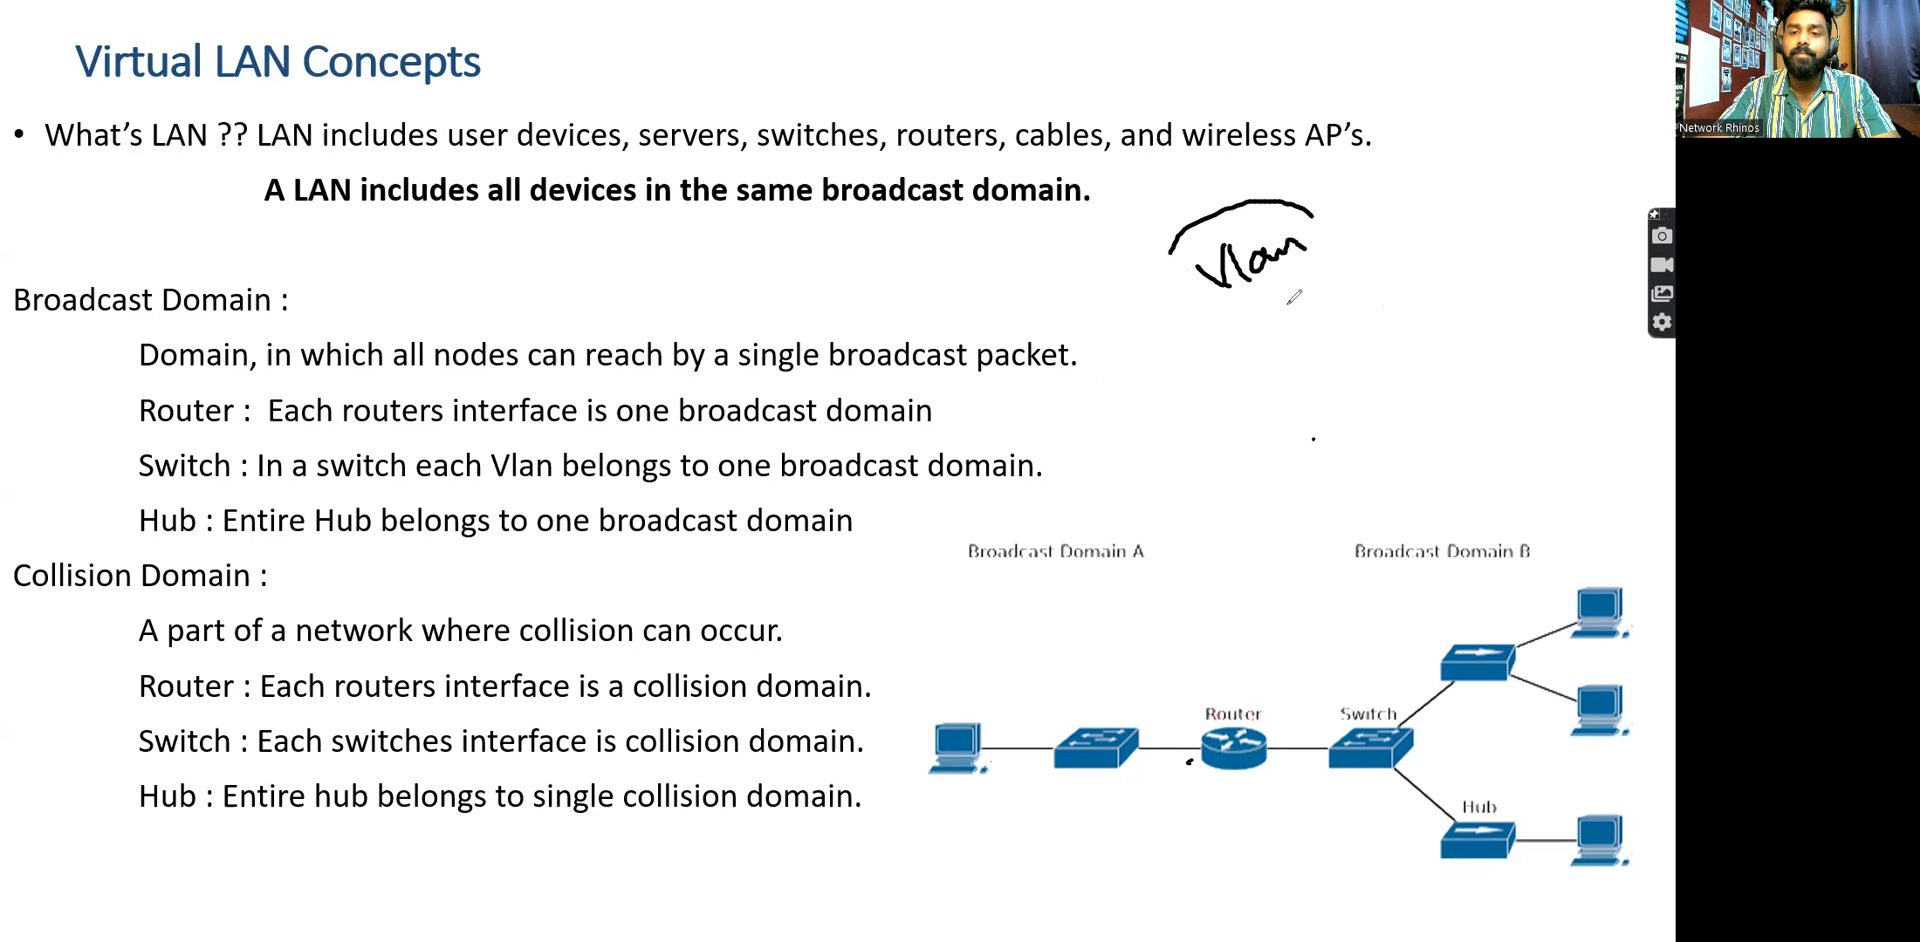 Virtual LAN Concepts
• What’s LAN ?? LAN includes user devices, servers, switches, routers, cables, and wireless AP’s.
A LAN includes all devices in the same broadcast domain.
Vlan
Broadcast Domain :
Domain, in which all nodes can reach by a single broadcast packet.
Router :  Each routers interface is one broadcast domain
Switch : In a switch each Vlan belongs to one broadcast domain.
Hub : Entire Hub belongs to one broadcast domain
Collision Domain :
A part of a network where collision can occur.
Router : Each routers interface is a collision domain.
Switch : Each switches interface is collision domain.
Hub : Entire hub belongs to single collision domain.
Broadcast Domain A
Broadcast Domain B
Router
Switch
Hub
Network Rhinos